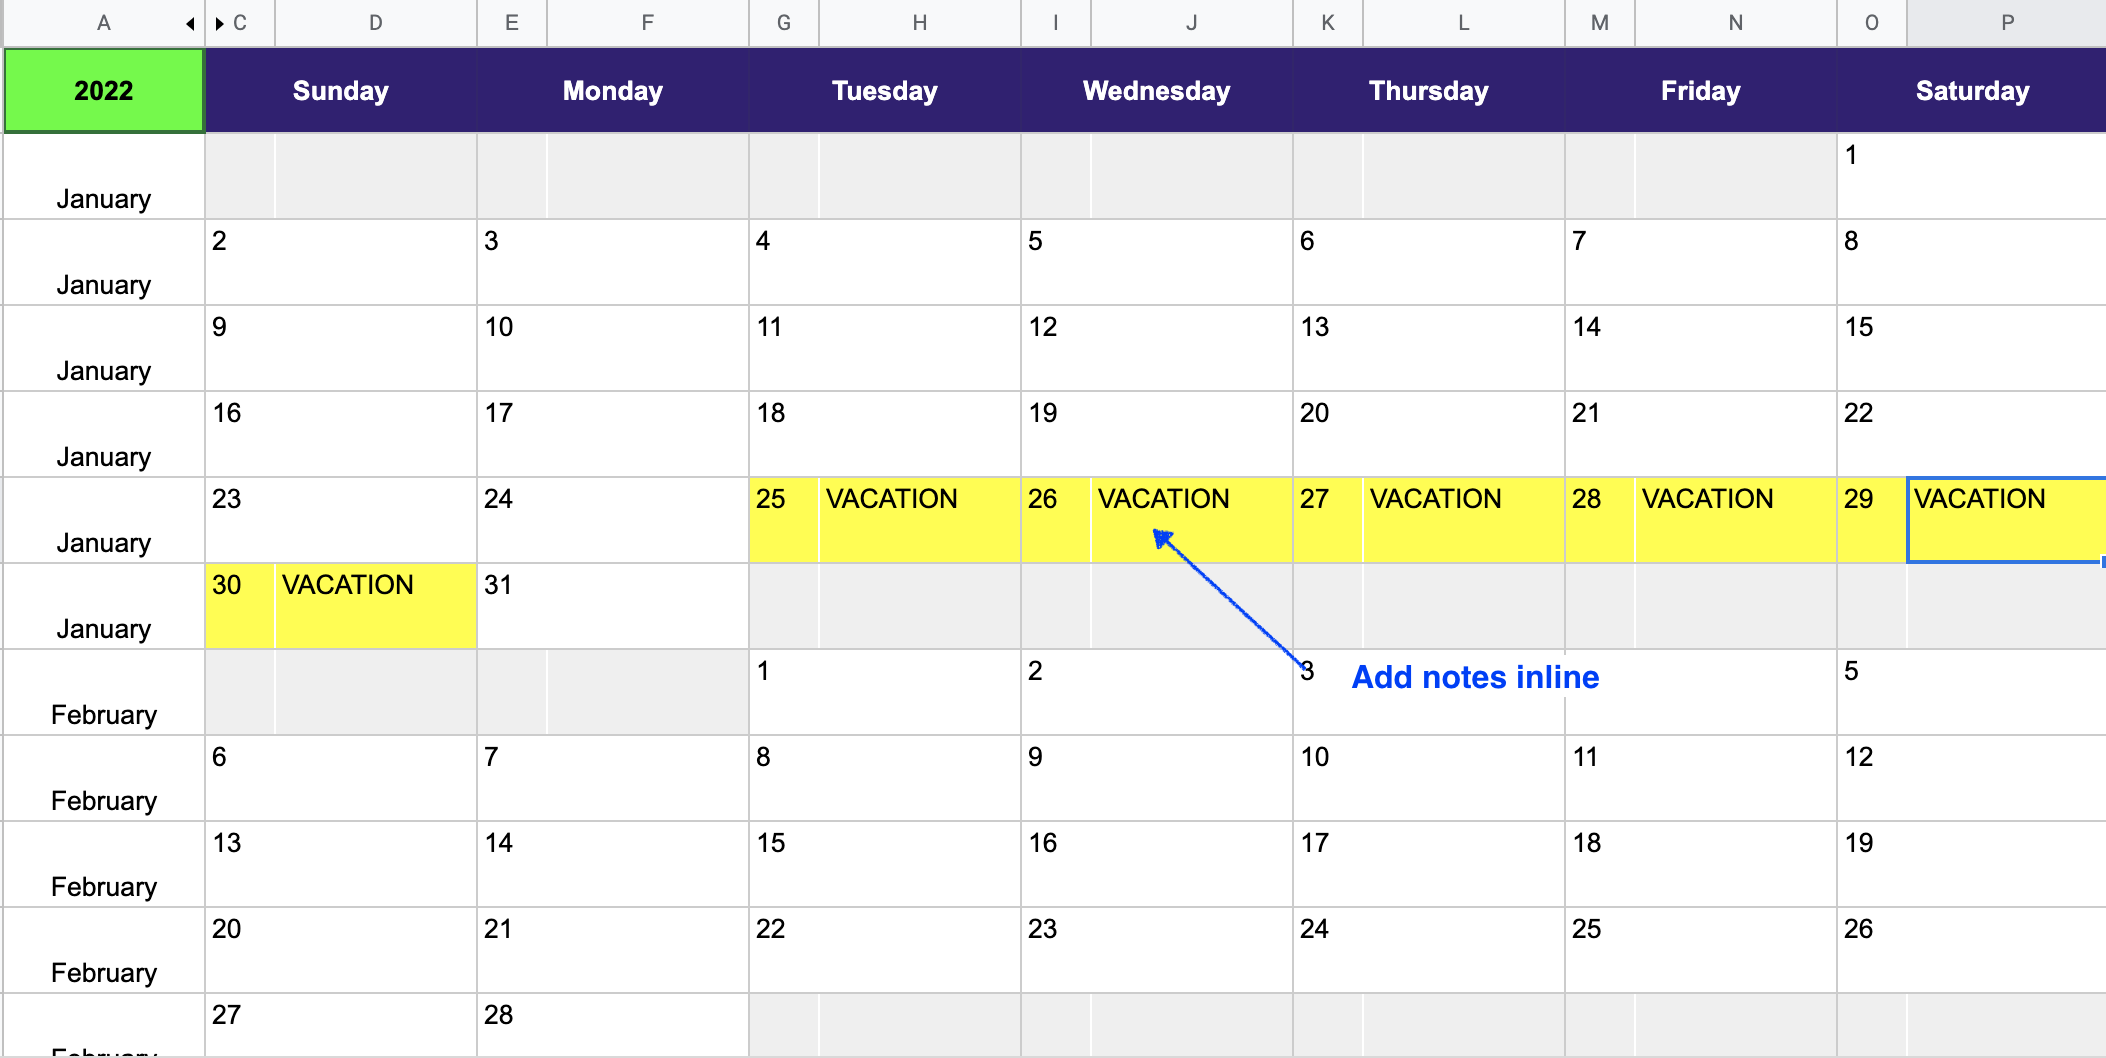 A C D E F G H I J K L M N O P
2022 Sunday Monday Tuesday Wednesday Thursday Friday Saturday
1
January
2 3 4 5 6 7 8
January
9 10 11 12 13 14 15
January
16 17 18 19 20 21 22
January
23 24 25 VACATION 26 VACATION 27 VACATION 28 VACATION 29 VACATION
January
30 VACATION 31
January
1 2 3 Add notes inline 5
February
6 7 8 9 10 11 12
February
13 14 15 16 17 18 19
February
20 21 22 23 24 25 26
February
27 28
February